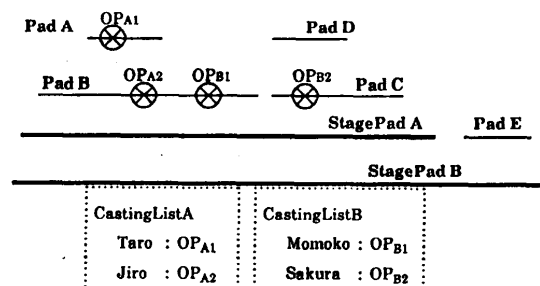 Pad A OPA1 Pad D
Pad B OPA2 OPB1 OPB2 Pad C
StagePad A Pad E
StagePad B
CastingListA CastingListB
Taro : OPA1 Momoko : OPB1
Jiro : OPA2 Sakura : OPB2